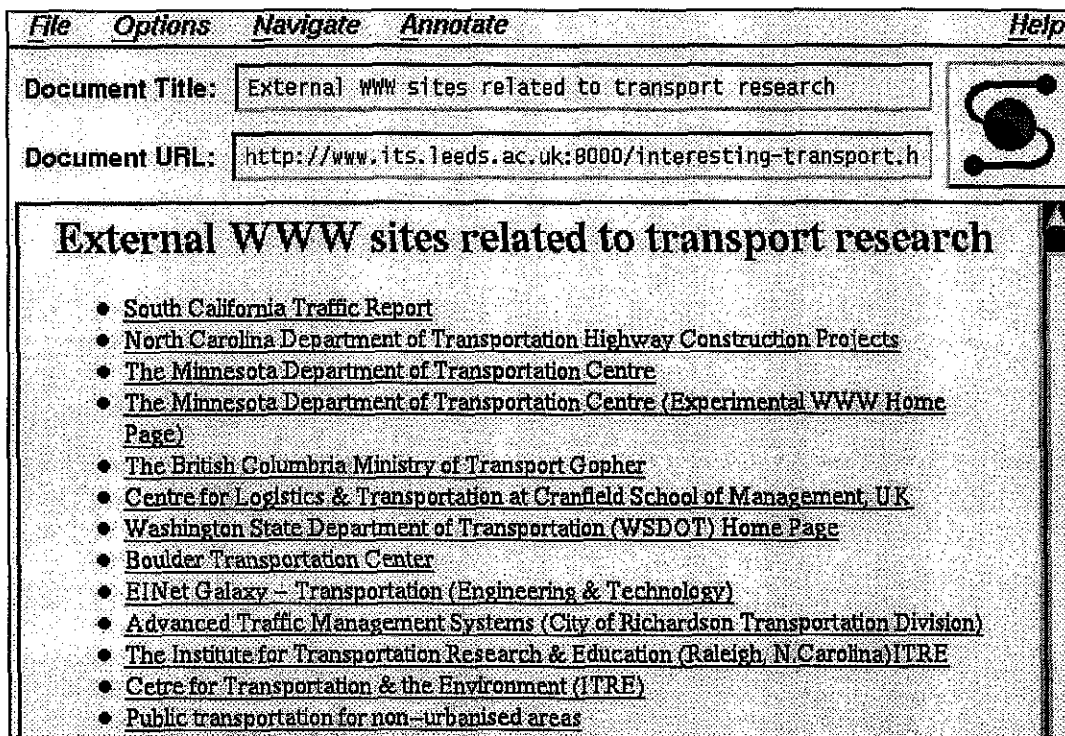 File Options Navigate Annotate Help
Document Title: External WWW sites related to transport research
Document URL: http://www.its.leeds.ac.uk:8000/interesting-transport.h
External WWW sites related to transport research
South California Traffic Report
North Carolina Department of Transportation Highway Construction Projects
The Minnesota Department of Transportation Centre
The Minnesota Department of Transportation Centre (Experimental WWW Home
Page)
The British Columbria Ministry of Transport Gopher
Centre for Logistics & Transportation at Cranfield School of Management, UK
Washington State Department of Transportation (WSDOT) Home Page
Boulder Transportation Center
EINet Galaxy – Transportation (Engineering & Technology)
Advanced Traffic Management Systems (City of Richardson Transportation Division)
The Institute for Transportation Research & Education (Raleigh, N.Carolina)ITRE
Cetre for Transportation & the Environment (ITRE)
Public transportation for non–urbanised areas